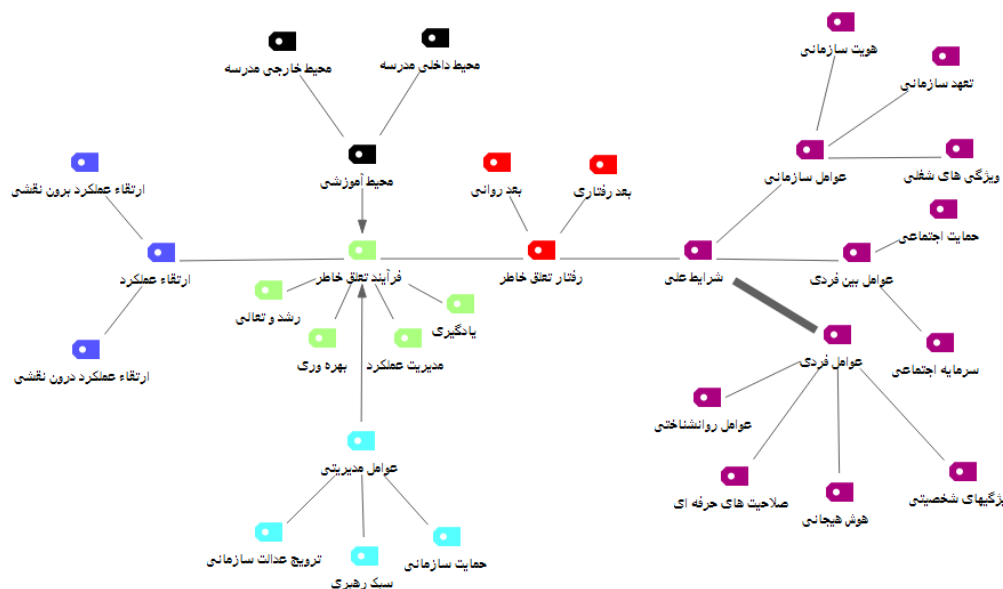 هویت سازمانی
تعهد سازمانی
محیط داخلی مدرسه
محیط خارجی مدرسه
ویژگی های شغلی
عوامل سازمانی
بعد رفتاری
بعد روانی
محیط آموزشی
ارتقاء عملکرد برون نقشی
حمایت اجتماعی
عوامل بین فردی
شرایط علی
رفتار تعلق خاطر
فرآیند تعلق خاطر
ارتقاء عملکرد
رشد و تعالی
یادگیری
سرمایه اجتماعی
عوامل فردی
مدیریت عملکرد
بهره وری
ارتقاء عملکرد درون نقشی
عوامل روانشناختی
عوامل مدیریتی
یژگیهای شخصیتی
صلاحیت های حرفه ای
هوش هیجانی
حمایت سازمانی
ترویج عدالت سازمانی
سبک رهبری